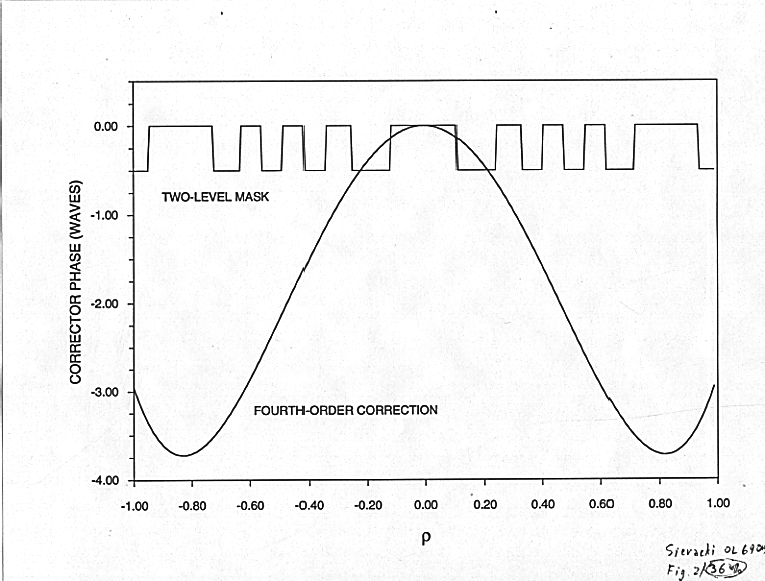 0.00
TWO-LEVEL MASK
-1.00
CORRECTOR PHASE (WAVES)
-2.00
-3.00
FOURTH-ORDER CORRECTION
-4.00
-1.00 -0.80 -0.60 -0.40 -0.20 0.00 0.20 0.40 0.60 0.80 1.00
ρ
OL
Fig. 2/